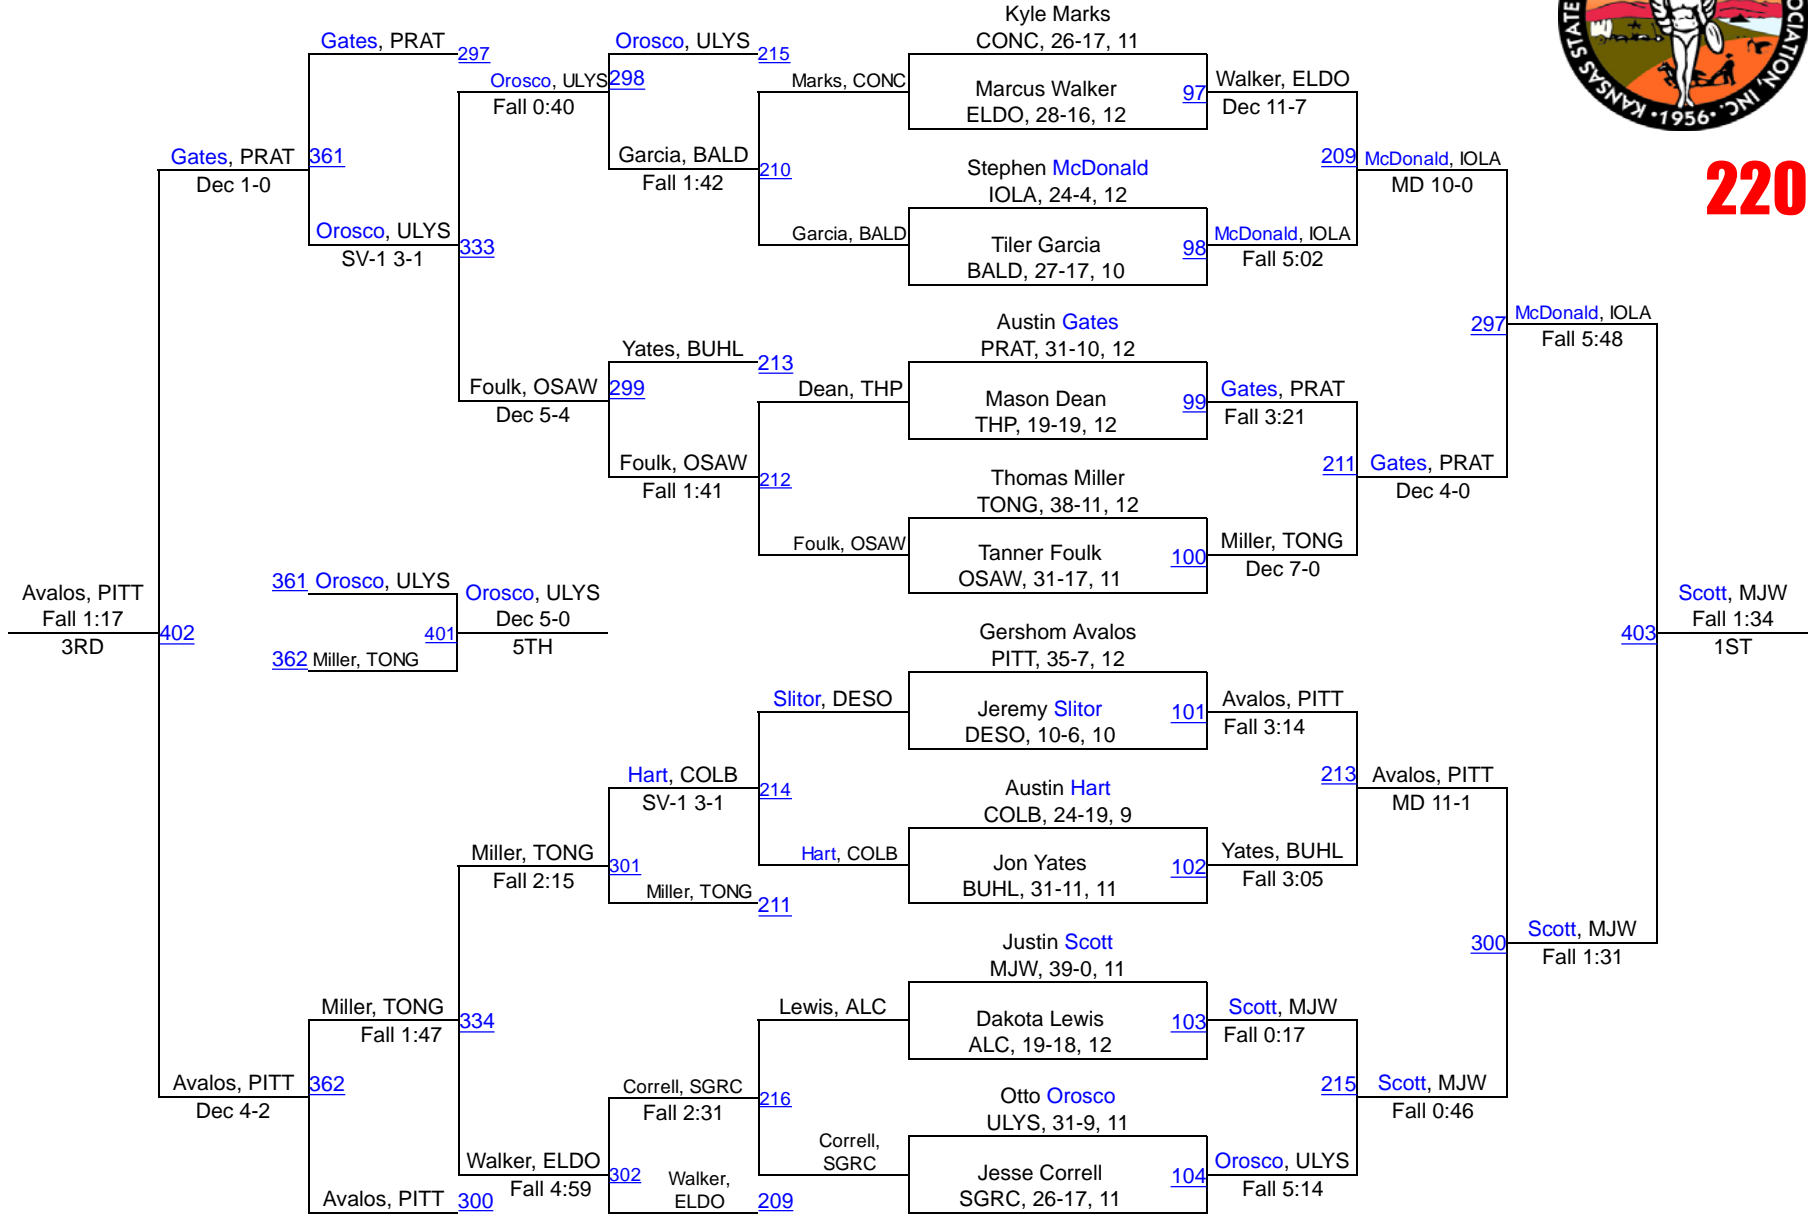 KANSAS STATE
OCIATION, INC.
·1956·
220
Gates, PRAT
297
Orosco, ULYS
298
Fall 0:40
Gates, PRAT
361
Dec 1-0
Orosco, ULYS
333
SV-1 3-1
Orosco, ULYS
215
Garcia, BALD
210
Fall 1:42
Marks, CONC
Garcia, BALD
Yates, BUHL
213
Foulk, OSAW
299
Dec 5-4
Foulk, OSAW
212
Fall 1:41
Dean, THP
Foulk, OSAW
Avalos, PITT
Fall 1:17
402
3RD
361 Orosco, ULYS
362 Miller, TONG
401
Orosco, ULYS
Dec 5-0
5TH
Slitor, DESO
Hart, COLB
214
SV-1 3-1
Hart, COLB
Miller, TONG
301
Fall 2:15
Miller, TONG
211
Miller, TONG
334
Fall 1:47
Avalos, PITT
362
Dec 4-2
Avalos, PITT
300
Lewis, ALC
Correll, SGRC
216
Fall 2:31
Correll,
SGRC
Walker, ELDO
302
Fall 4:59
Walker,
ELDO
209
Kyle Marks
CONC, 26-17, 11
Marcus Walker
ELDO, 28-16, 12
97
Walker, ELDO
Dec 11-7
Stephen McDonald
IOLA, 24-4, 12
Tiler Garcia
BALD, 27-17, 10
98
McDonald, IOLA
Fall 5:02
209
McDonald, IOLA
MD 10-0
Austin Gates
PRAT, 31-10, 12
Mason Dean
THP, 19-19, 12
99
Gates, PRAT
Fall 3:21
Thomas Miller
TONG, 38-11, 12
Tanner Foulk
OSAW, 31-17, 11
100
Miller, TONG
Dec 7-0
211
Gates, PRAT
Dec 4-0
297
McDonald, IOLA
Fall 5:48
Gershom Avalos
PITT, 35-7, 12
Jeremy Slitor
DESO, 10-6, 10
101
Avalos, PITT
Fall 3:14
Austin Hart
COLB, 24-19, 9
Jon Yates
BUHL, 31-11, 11
102
Yates, BUHL
Fall 3:05
213
Avalos, PITT
MD 11-1
Justin Scott
MJW, 39-0, 11
Dakota Lewis
ALC, 19-18, 12
103
Scott, MJW
Fall 0:17
Otto Orosco
ULYS, 31-9, 11
Jesse Correll
SGRC, 26-17, 11
104
Orosco, ULYS
Fall 5:14
215
Scott, MJW
Fall 0:46
300
Scott, MJW
Fall 1:31
403
Scott, MJW
Fall 1:34
1ST